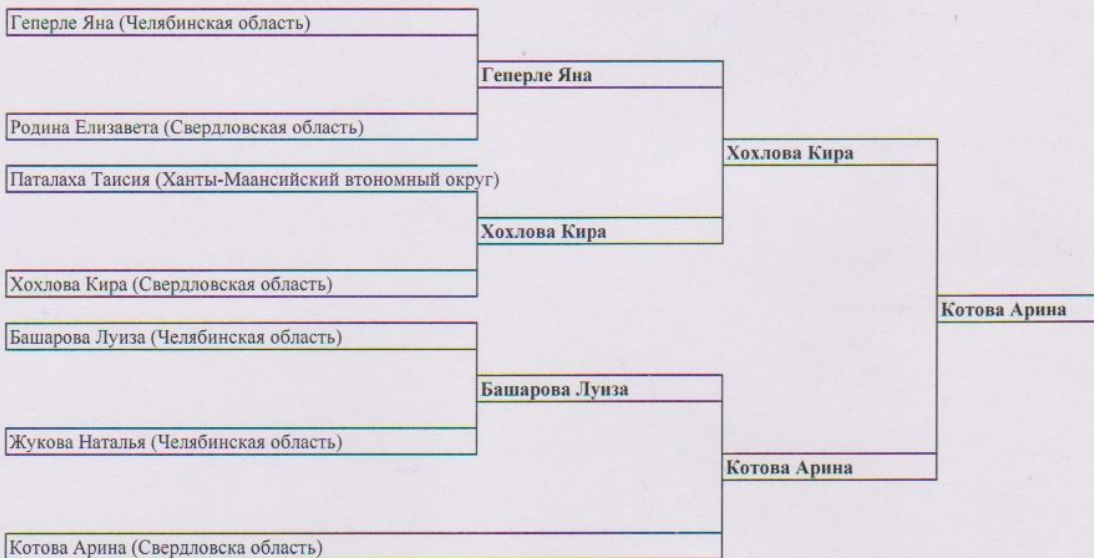 Геперле Яна (Челябинская область)
Геперле Яна
Родина Елизавета (Свердловская область)
Хохлова Кира
Паталаха Таисия (Ханты-Маансийский втономный округ)
Хохлова Кира
Хохлова Кира (Свердловская область)
Котова Арина
Башарова Луиза (Челябинская область)
Башарова Луиза
Жукова Наталья (Челябинская область)
Котова Арина
Котова Арина (Свердловска область)